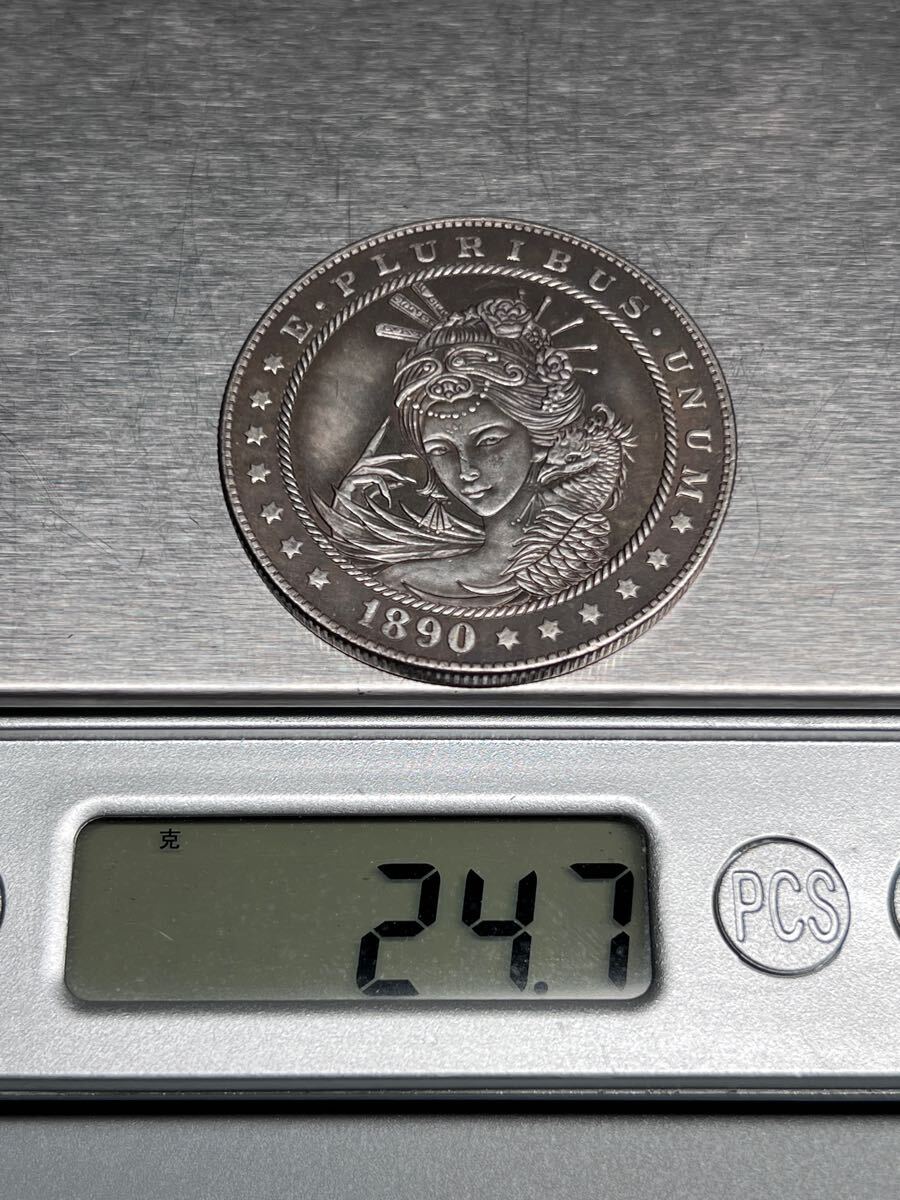 E·PLURIBUS·UNUM
1890
克
24.7
PCS